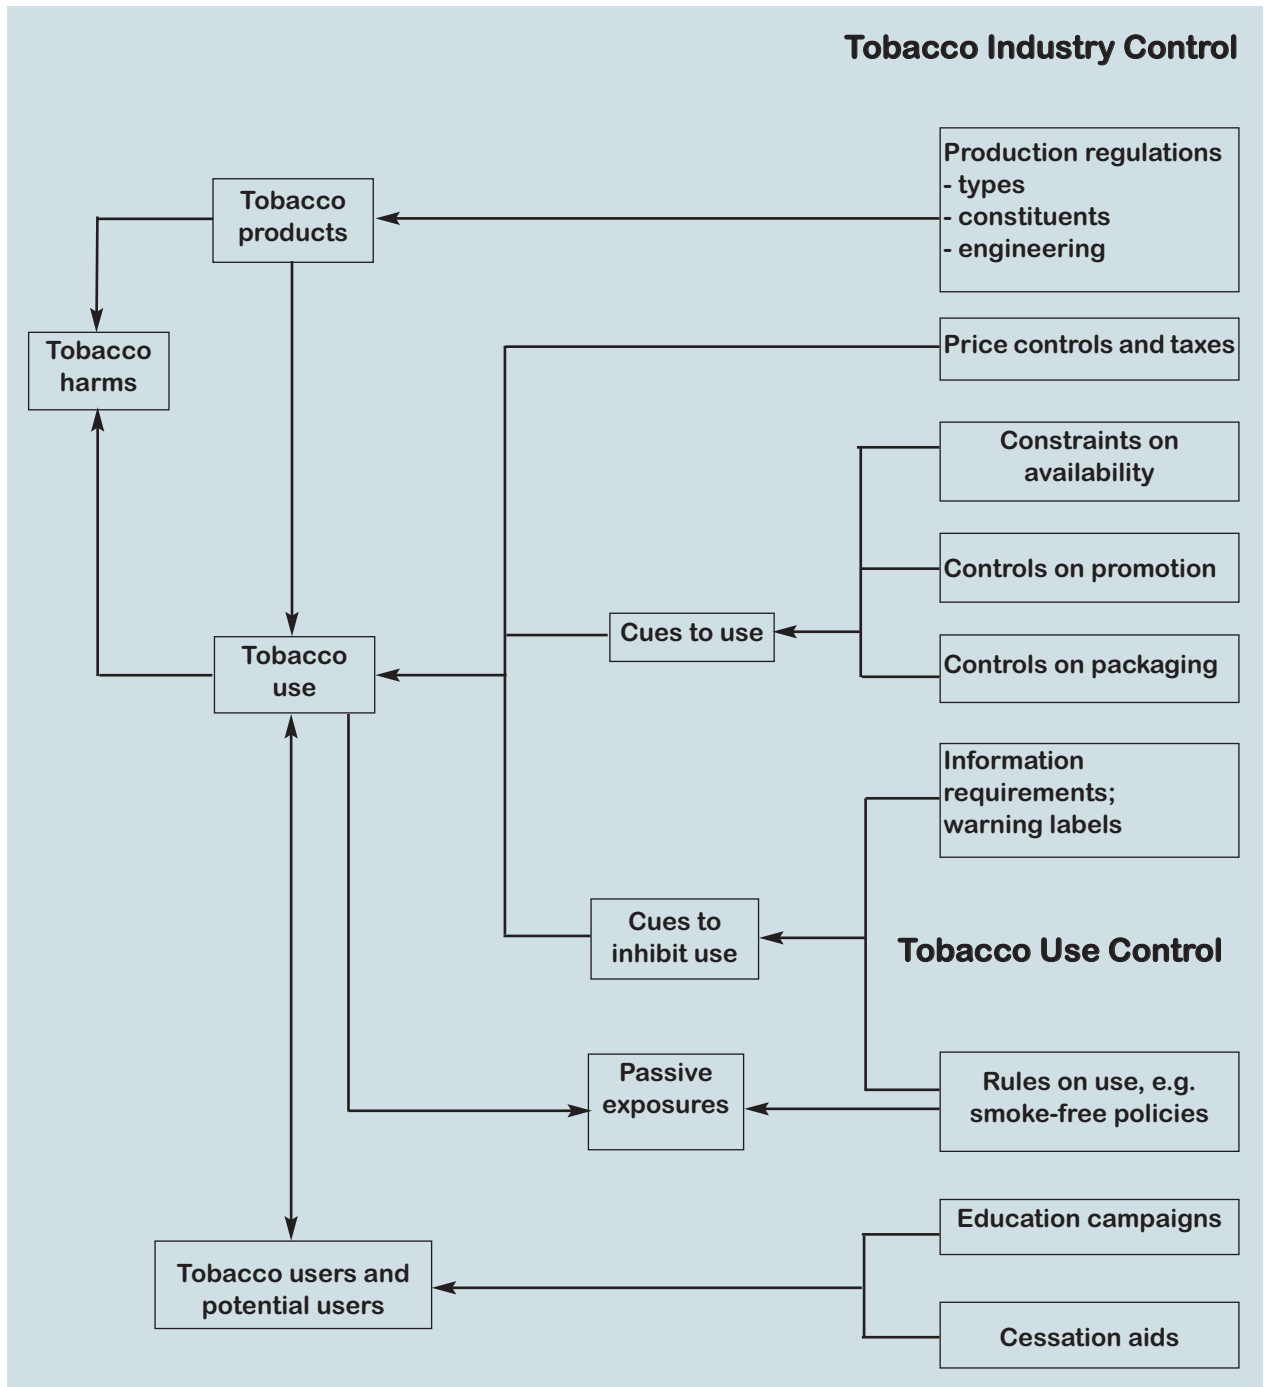 Tobacco Industry Control
Production regulations
- types
- constituents
- engineering
Tobacco
products
Tobacco
harms
Price controls and taxes
Constraints on
availability
Controls on promotion
Cues to use
Tobacco
use
Controls on packaging
Information
requirements;
warning labels
Cues to
inhibit use
Tobacco Use Control
Passive
exposures
Rules on use, e.g.
smoke-free policies
Education campaigns
Tobacco users and
potential users
Cessation aids